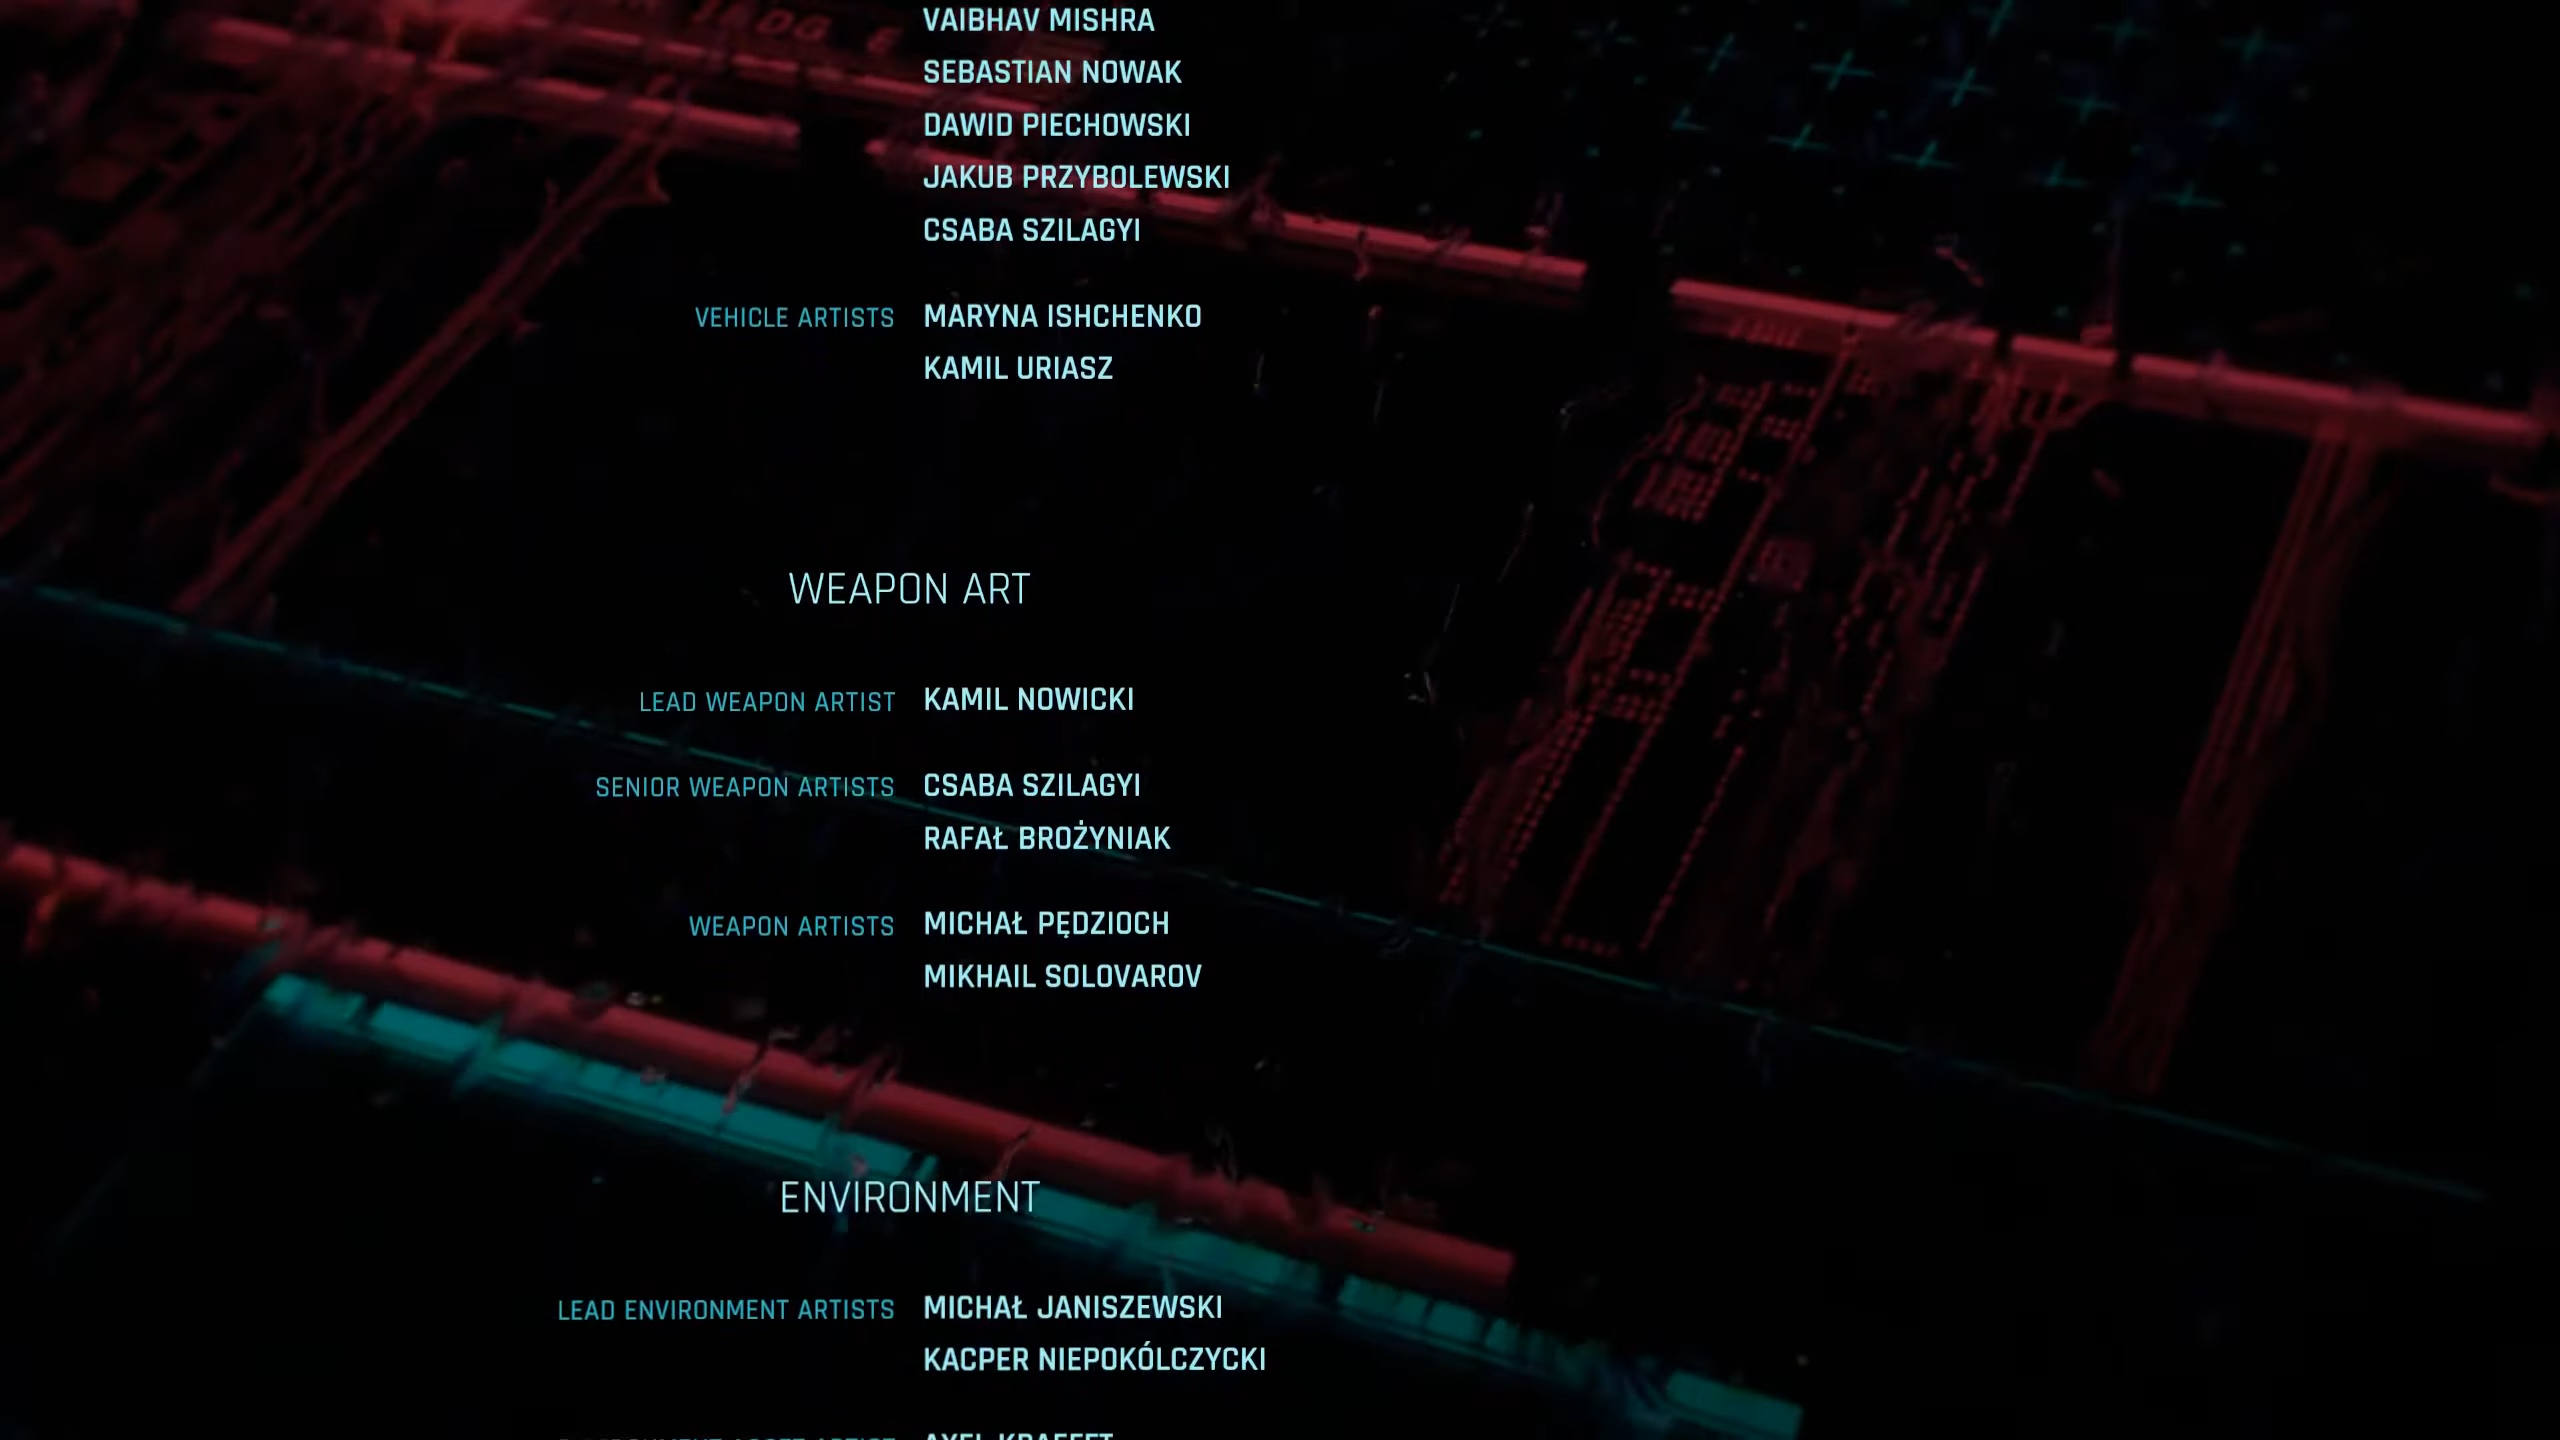 VAIBHAV MISHRA
SEBASTIAN NOWAK
DAWID PIECHOWSKI
JAKUB PRZYBOLEWSKI
CSABA SZILAGYI
VEHICLE ARTISTS MARYNA ISHCHENKO
KAMIL URIASZ
WEAPON ART
LEAD WEAPON ARTIST KAMIL NOWICKI
SENIOR WEAPON ARTISTS CSABA SZILAGYI
RAFAŁ BROŻYNIAK
WEAPON ARTISTS MICHAŁ PĘDZIOCH
MIKHAIL SOLOVAROV
ENVIRONMENT
LEAD ENVIRONMENT ARTISTS MICHAŁ JANISZEWSKI
KACPER NIEPOKÓLCZYCKI